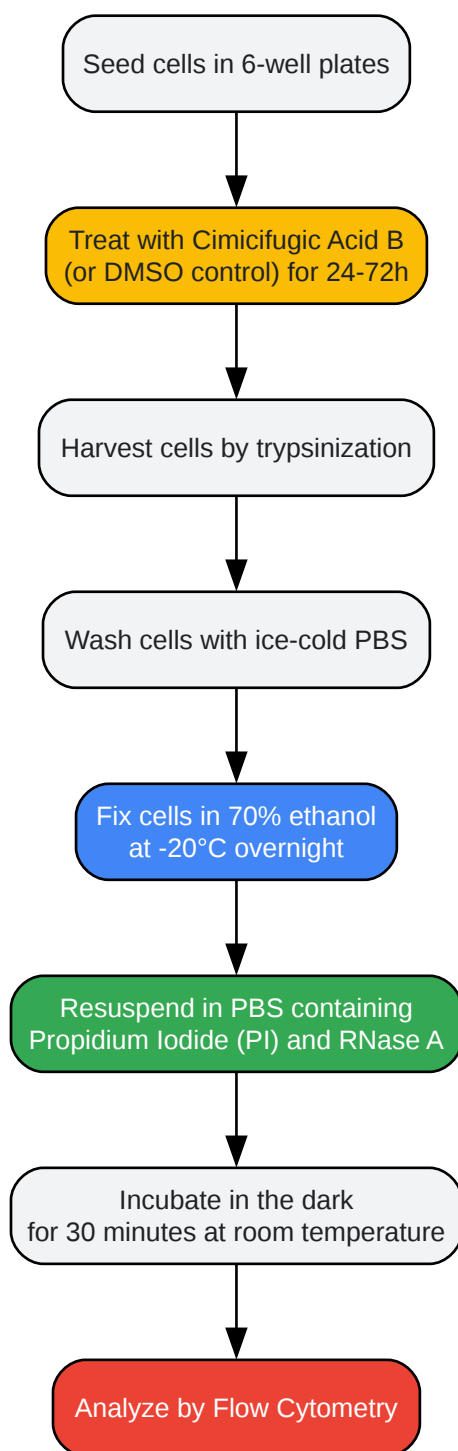 Seed cells in 6-well plates
Treat with Cimicifugic Acid B
(or DMSO control) for 24-72h
Harvest cells by trypsinization
Wash cells with ice-cold PBS
Fix cells in 70% ethanol
at -20°C overnight
Resuspend in PBS containing
Propidium Iodide (PI) and RNase A
Incubate in the dark
for 30 minutes at room temperature
Analyze by Flow Cytometry